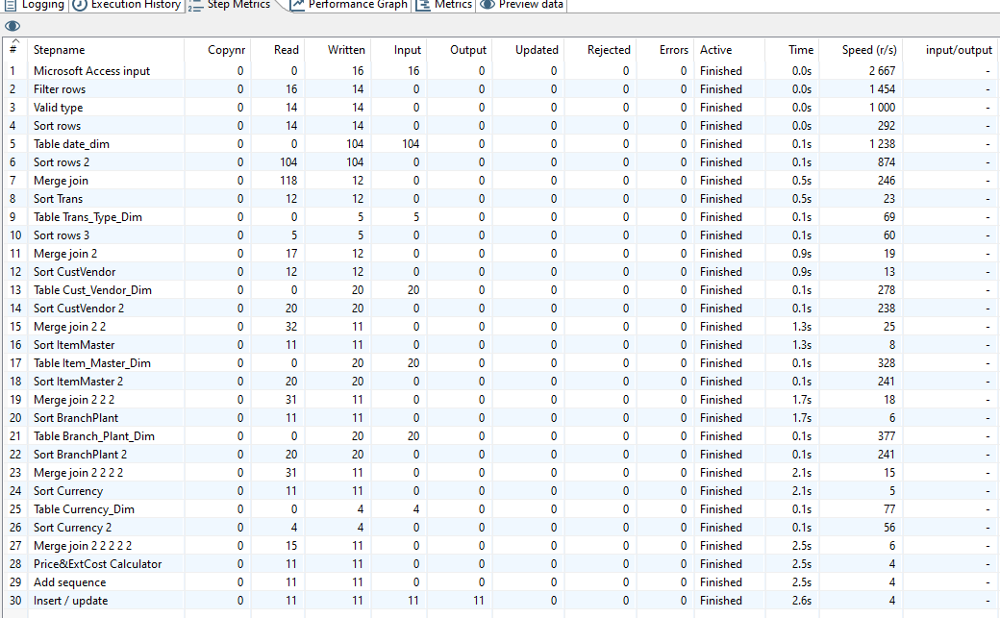 Logging Execution History Step Metrics Performance Graph Metrics Preview data
# Stepname Copynr Read Written Input Output Updated Rejected Errors Active Time Speed (r/s) input/output
1 Microsoft Access input 0 0 16 16 0 0 0 0 Finished 0.0s 2 667 -
2 Filter rows 0 16 14 0 0 0 0 0 Finished 0.0s 1 454 -
3 Valid type 0 14 14 0 0 0 0 0 Finished 0.0s 1 000 -
4 Sort rows 0 14 14 0 0 0 0 0 Finished 0.0s 292 -
5 Table date_dim 0 0 104 104 0 0 0 0 Finished 0.1s 1 238 -
6 Sort rows 2 0 104 104 0 0 0 0 0 Finished 0.1s 874 -
7 Merge join 0 118 12 0 0 0 0 0 Finished 0.5s 246 -
8 Sort Trans 0 12 12 0 0 0 0 0 Finished 0.5s 23 -
9 Table Trans_Type_Dim 0 0 5 5 0 0 0 0 Finished 0.1s 69 -
10 Sort rows 3 0 5 5 0 0 0 0 0 Finished 0.1s 60 -
11 Merge join 2 0 17 12 0 0 0 0 0 Finished 0.9s 19 -
12 Sort CustVendor 0 12 12 0 0 0 0 0 Finished 0.9s 13 -
13 Table Cust_Vendor_Dim 0 0 20 20 0 0 0 0 Finished 0.1s 278 -
14 Sort CustVendor 2 0 20 20 0 0 0 0 0 Finished 0.1s 238 -
15 Merge join 2 2 0 32 11 0 0 0 0 0 Finished 1.3s 25 -
16 Sort ItemMaster 0 11 11 0 0 0 0 0 Finished 1.3s 8 -
17 Table Item_Master_Dim 0 0 20 20 0 0 0 0 Finished 0.1s 328 -
18 Sort ItemMaster 2 0 20 20 0 0 0 0 0 Finished 0.1s 241 -
19 Merge join 2 2 2 0 31 11 0 0 0 0 0 Finished 1.7s 18 -
20 Sort BranchPlant 0 11 11 0 0 0 0 0 Finished 1.7s 6 -
21 Table Branch_Plant_Dim 0 0 20 20 0 0 0 0 Finished 0.1s 377 -
22 Sort BranchPlant 2 0 20 20 0 0 0 0 0 Finished 0.1s 241 -
23 Merge join 2 2 2 2 0 31 11 0 0 0 0 0 Finished 2.1s 15 -
24 Sort Currency 0 11 11 0 0 0 0 0 Finished 2.1s 5 -
25 Table Currency_Dim 0 0 4 4 0 0 0 0 Finished 0.1s 77 -
26 Sort Currency 2 0 4 4 0 0 0 0 0 Finished 0.1s 56 -
27 Merge join 2 2 2 2 2 0 15 11 0 0 0 0 0 Finished 2.5s 6 -
28 Price&ExtCost Calculator 0 11 11 0 0 0 0 0 Finished 2.5s 4 -
29 Add sequence 0 11 11 0 0 0 0 0 Finished 2.5s 4 -
30 Insert / update 0 11 11 11 11 0 0 0 Finished 2.6s 4 -